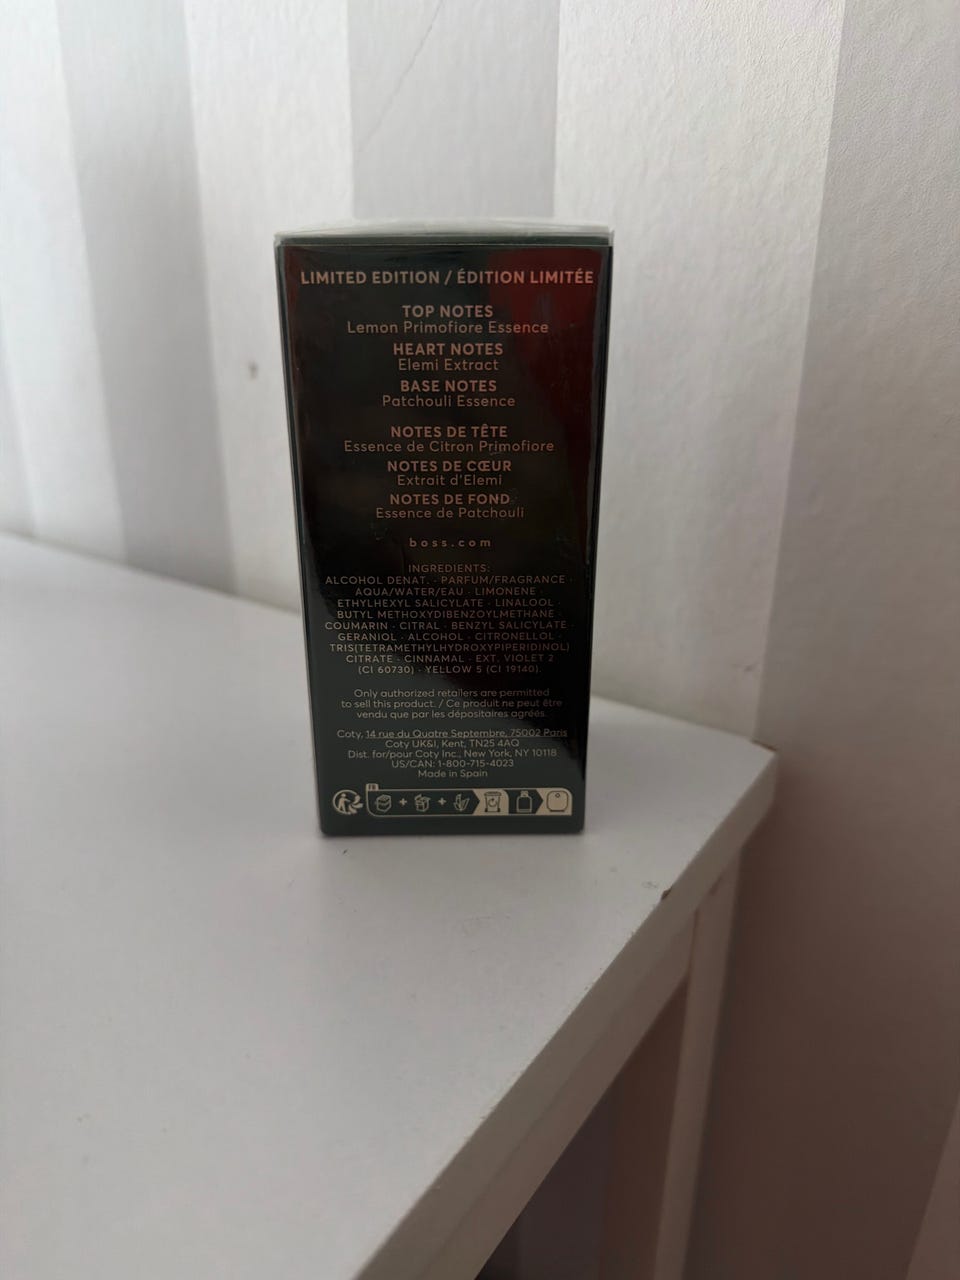 LIMITED EDITION / ÉDITION LIMITÉE
TOP NOTES
Lemon Primofiore Essence
HEART NOTES
Elemi Extract
BASE NOTES
Patchouli Essence
NOTES DE TÊTE
Essence de Citron Primofiore
NOTES DE CŒUR
Extrait d'Elemi
NOTES DE FOND
Essence de Patchouli
boss.com
INGREDIENTS:
ALCOHOL DENAT. · PARFUM/FRAGRANCE ·
AQUA/WATER/EAU · LIMONENE ·
ETHYLHEXYL SALICYLATE · LINALOOL ·
BUTYL METHOXYDIBENZOYLMETHANE ·
COUMARIN · CITRAL · BENZYL SALICYLATE ·
GERANIOL · ALCOHOL · CITRONELLOL ·
TRIS(TETRAMETHYLHYDROXYPIPERIDINOL)
CITRATE · CINNAMAL · EXT. VIOLET 2
(CI 60730) · YELLOW 5 (CI 19140).
Only authorized retailers are permitted
to sell this product. / Ce produit ne peut être
vendu que par les dépositaires agréés.
Coty, 14 rue du Quatre Septembre, 75002 Paris
Coty UK&I, Kent, TN25 4AQ
Dist. for/pour Coty Inc., New York, NY 10118
US/CAN: 1-800-715-4023
Made in Spain
FR